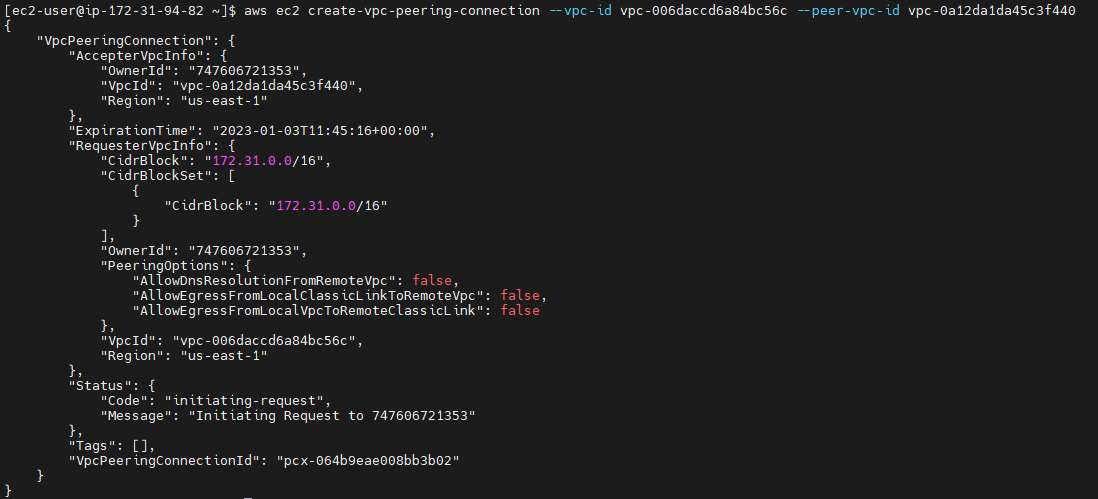 [ec2-user@ip-172-31-94-82 ~]$ aws ec2 create-vpc-peering-connection --vpc-id vpc-006daccd6a84bc56c --peer-vpc-id vpc-0a12da1da45c3f440
{
    "VpcPeeringConnection": {
        "AccepterVpcInfo": {
            "OwnerId": "747606721353",
            "VpcId": "vpc-0a12da1da45c3f440",
            "Region": "us-east-1"
        },
        "ExpirationTime": "2023-01-03T11:45:16+00:00",
        "RequesterVpcInfo": {
            "CidrBlock": "172.31.0.0/16",
            "CidrBlockSet": [
                {
                    "CidrBlock": "172.31.0.0/16"
                }
            ],
            "OwnerId": "747606721353",
            "PeeringOptions": {
                "AllowDnsResolutionFromRemoteVpc": false,
                "AllowEgressFromLocalClassicLinkToRemoteVpc": false,
                "AllowEgressFromLocalVpcToRemoteClassicLink": false
            },
            "VpcId": "vpc-006daccd6a84bc56c",
            "Region": "us-east-1"
        },
        "Status": {
            "Code": "initiating-request",
            "Message": "Initiating Request to 747606721353"
        },
        "Tags": [],
        "VpcPeeringConnectionId": "pcx-064b9eae008bb3b02"
    }
}